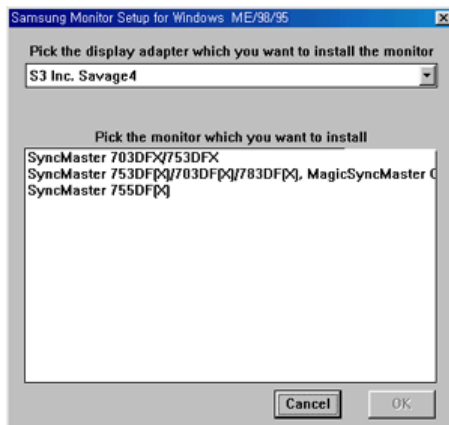 Samsung Monitor Setup for Windows ME/98/95
Pick the display adapter which you want to install the monitor
S3 Inc. Savage4
Pick the monitor which you want to install
SyncMaster 703DFX/753DFX
SyncMaster 753DF[X]/703DF[X]/783DF[X], MagicSyncMaster
SyncMaster 755DF[X]
Cancel OK